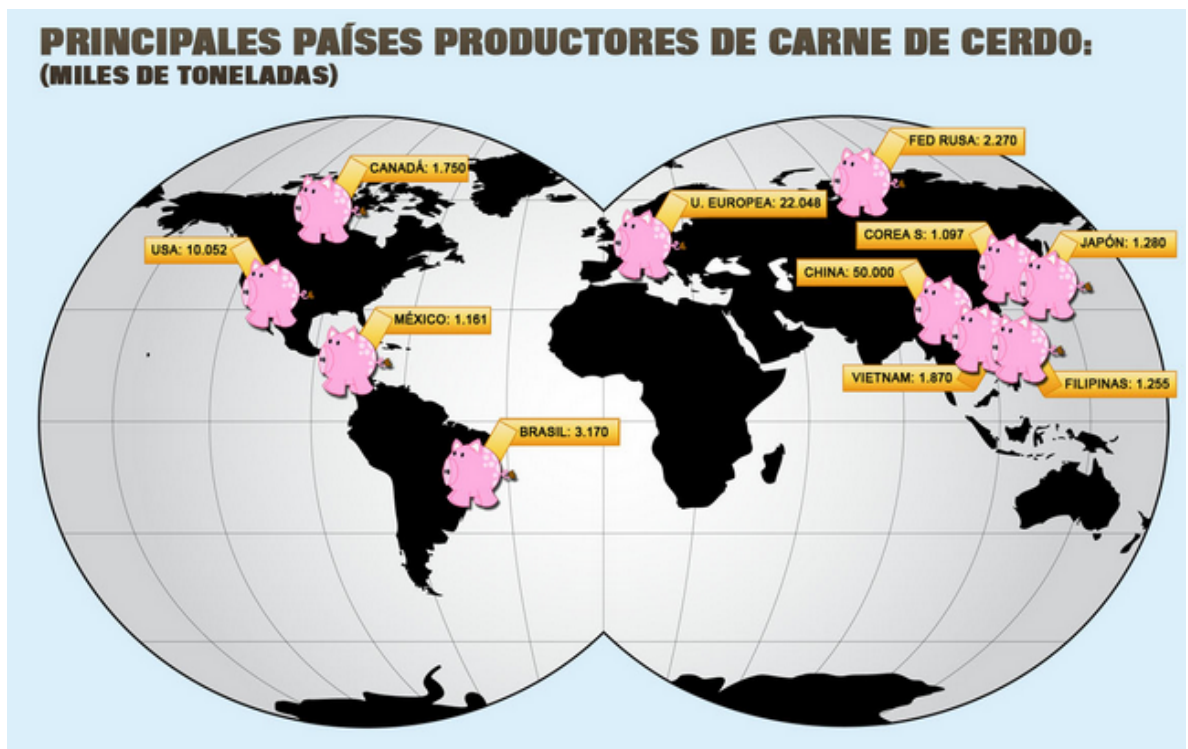 PRINCIPALES PAÍSES PRODUCTORES DE CARNE DE CERDO:
(MILES DE TONELADAS)
FED RUSA: 2.270
CANADÁ: 1.750
U. EUROPEA: 22.048
COREA S: 1.097
JAPÓN: 1.280
USA: 10.052
CHINA: 50.000
MÉXICO: 1.161
VIETNAM: 1.870
FILIPINAS: 1.255
BRASIL: 3.170